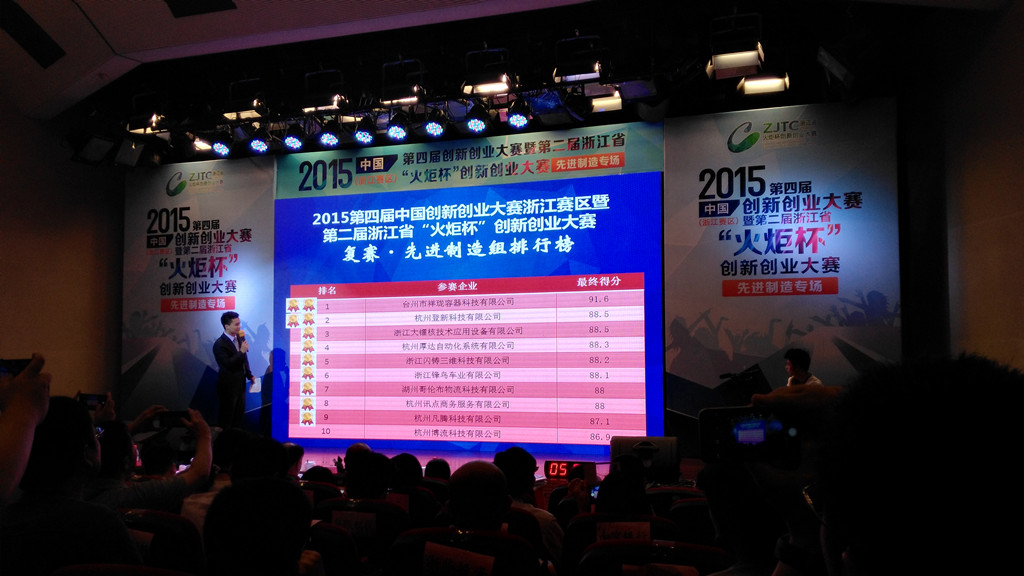 ZJTC
2015 第四届
中国 创新创业大赛
(浙江赛区) 暨第二届浙江省
“火炬杯”
创新创业大赛
先进制造专场
2015 中国 第四届创新创业大赛暨第二届浙江省
(浙江赛区) “火炬杯”创新创业大赛 先进制造专场
2015第四届中国创新创业大赛浙江赛区暨
第二届浙江省“火炬杯”创新创业大赛
复赛·先进制造组排行榜
排名 参赛企业 最终得分
1 台州市祥珑容器科技有限公司 91.6
2 杭州登新科技有限公司 88.5
3 浙江大镶核技术应用设备有限公司 88.5
4 杭州厚达自动化系统有限公司 88.3
5 浙江闪铸三维科技有限公司 88.2
6 浙江锋鸟车业有限公司 88.1
7 湖州哥伦布物流科技有限公司 88
8 杭州讯点商务服务有限公司 88
9 杭州凡腾科技有限公司 87.1
10 杭州博流科技有限公司 86.9
ZJTC
2015 第四届
中国 创新创业大赛
(浙江赛区) 暨第二届浙江省
“火炬杯”
创新创业大赛
先进制造专场
05